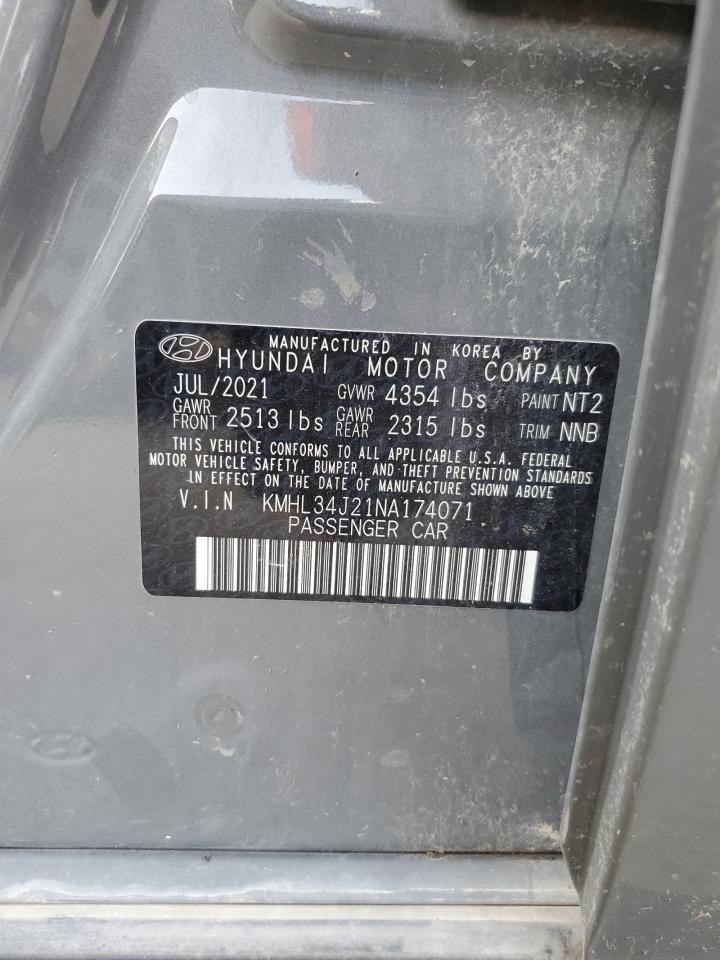 MANUFACTURED IN KOREA BY
HYUNDAI MOTOR COMPANY
JUL/2021 GVWR 4354 lbs PAINT NT2
GAWR FRONT 2513 lbs GAWR REAR 2315 lbs TRIM NNB
THIS VEHICLE CONFORMS TO ALL APPLICABLE U.S.A. FEDERAL
MOTOR VEHICLE SAFETY, BUMPER, AND THEFT PREVENTION STANDARDS
IN EFFECT ON THE DATE OF MANUFACTURE SHOWN ABOVE
V.I.N KMHL34J21NA174071
PASSENGER CAR